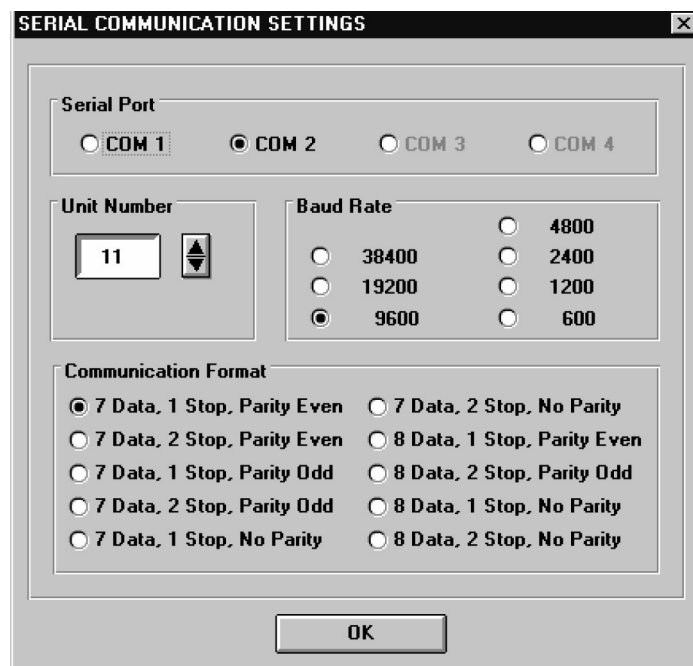 SERIAL COMMUNICATION SETTINGS
Serial Port
COM 1 COM 2 COM 3 COM 4
Unit Number
11
Baud Rate
4800
38400 2400
19200 1200
9600 600
Communication Format
7 Data, 1 Stop, Parity Even 7 Data, 2 Stop, No Parity
7 Data, 2 Stop, Parity Even 8 Data, 1 Stop, Parity Even
7 Data, 1 Stop, Parity Odd 8 Data, 2 Stop, Parity Odd
7 Data, 2 Stop, Parity Odd 8 Data, 1 Stop, No Parity
7 Data, 1 Stop, No Parity 8 Data, 2 Stop, No Parity
OK